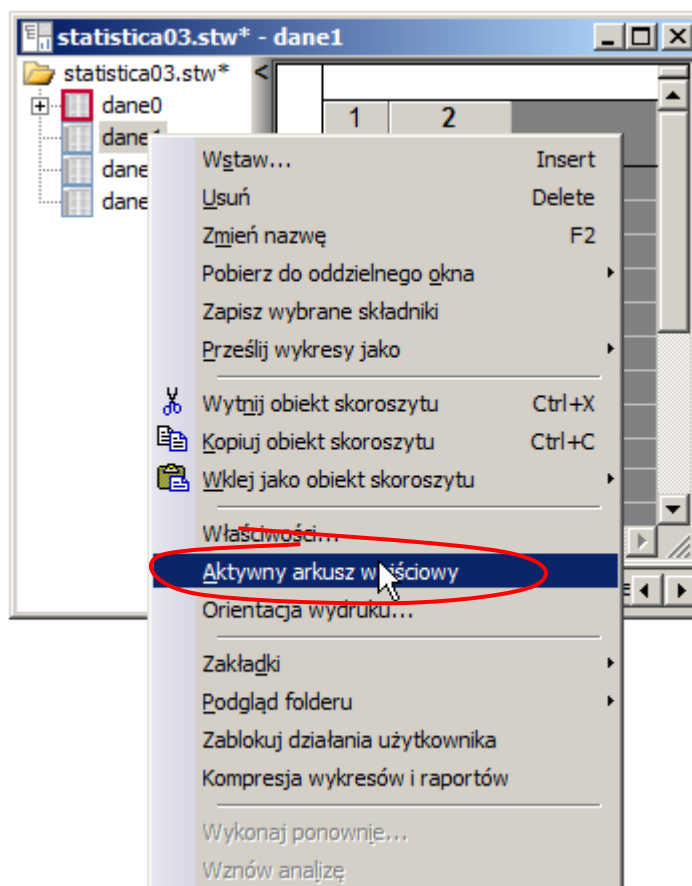 statistica03.stw* - dane1
statistica03.stw*
<
dane0
1 2
dane1
dane
dane
Wstaw... Insert
Usuń Delete
Zmień nazwę F2
Pobierz do oddzielnego okna
Zapisz wybrane składniki
Prześlij wykresy jako
Wytnij obiekt skoroszytu Ctrl+X
Kopiuj obiekt skoroszytu Ctrl+C
Wklej jako obiekt skoroszytu
Właściwości...
Aktywny arkusz wejściowy
Orientacja wydruku...
Zakładki
Podgląd folderu
Zablokuj działania użytkownika
Kompresja wykresów i raportów
Wykonaj ponownie...
Wznów analizę